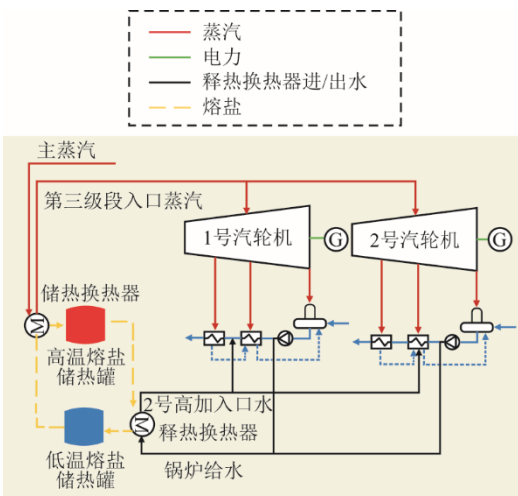 蒸汽
电力
释热换热器进/出水
熔盐
主蒸汽
第三级段入口蒸汽
1号汽轮机
G
2号汽轮机
G
储热换热器
高温熔盐
储热罐
2号高加入口水
释热换热器
低温熔盐
储热罐
锅炉给水